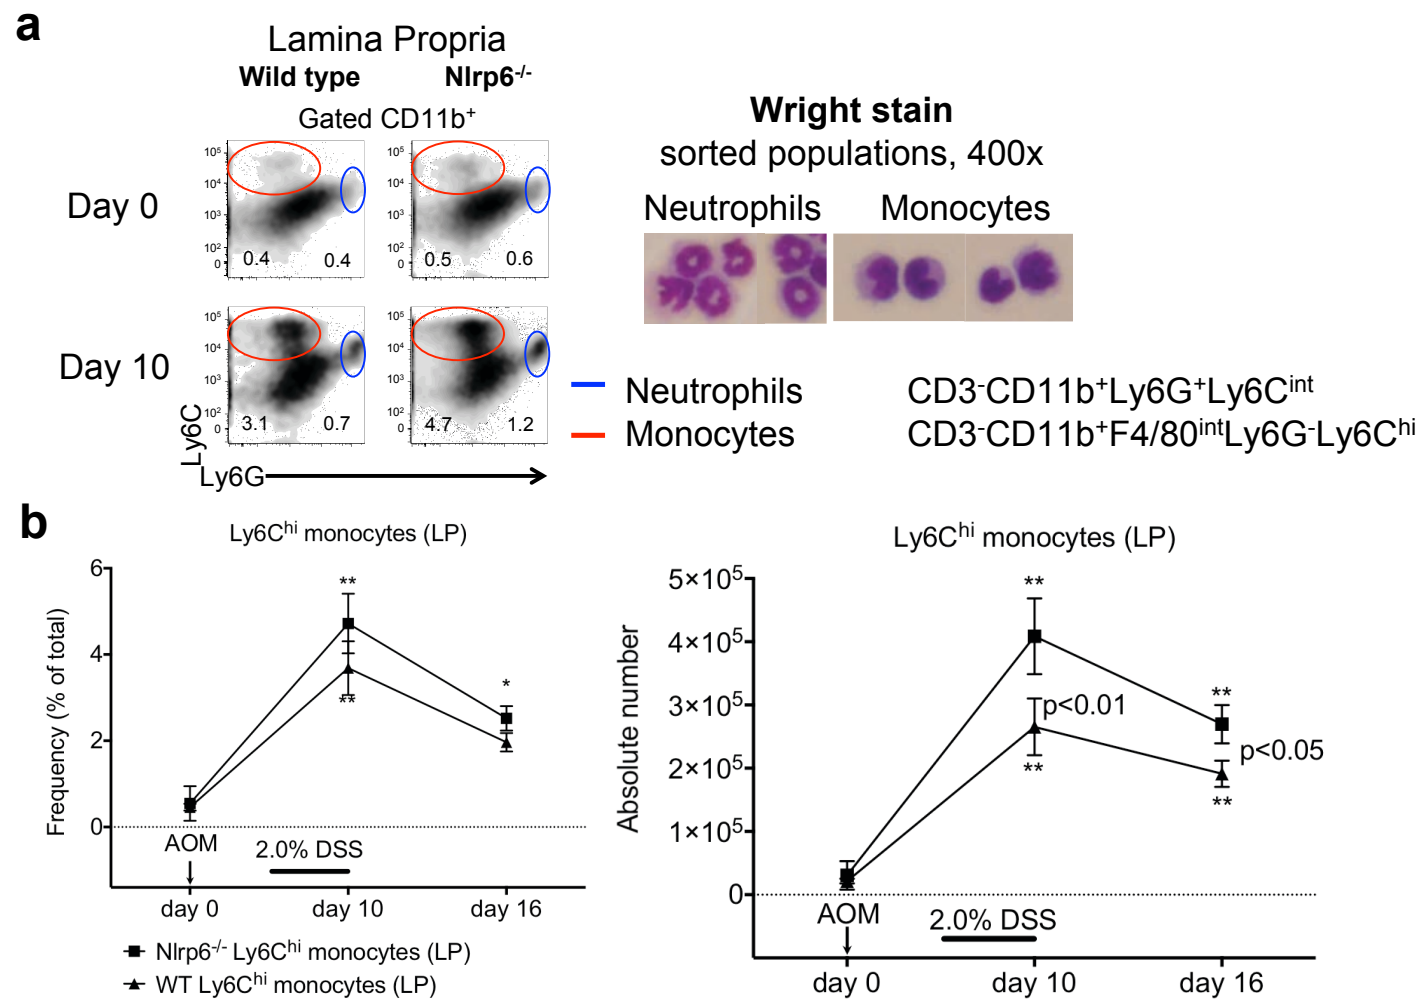 a
Lamina Propria
Wild type Nlrp6-/-
Gated CD11b+
Day 0
10⁵
10⁴
10³
10²
0
0.4 0.4
10⁵
10⁴
10³
10²
0
0.5 0.6
Day 10
10⁵
10⁴
10³
10²
0
3.1 0.7
10⁵
10⁴
10³
10²
0
4.7 1.2
Ly6C
Ly6G
Wright stain
sorted populations, 400x
Neutrophils Monocytes
Neutrophils CD3-CD11b+Ly6G+Ly6Cint
Monocytes CD3-CD11b+F4/80intLy6G-Ly6Chi
b
Ly6Chi monocytes (LP)
Frequency (% of total)
6
4
2
0
**
**
*
AOM
2.0% DSS
day 0 day 10 day 16
Nlrp6-/- Ly6Chi monocytes (LP)
WT Ly6Chi monocytes (LP)
Ly6Chi monocytes (LP)
Absolute number
5×10⁵
4×10⁵
3×10⁵
2×10⁵
1×10⁵
0
**
p<0.01
**
**
p<0.05
**
AOM
2.0% DSS
day 0 day 10 day 16